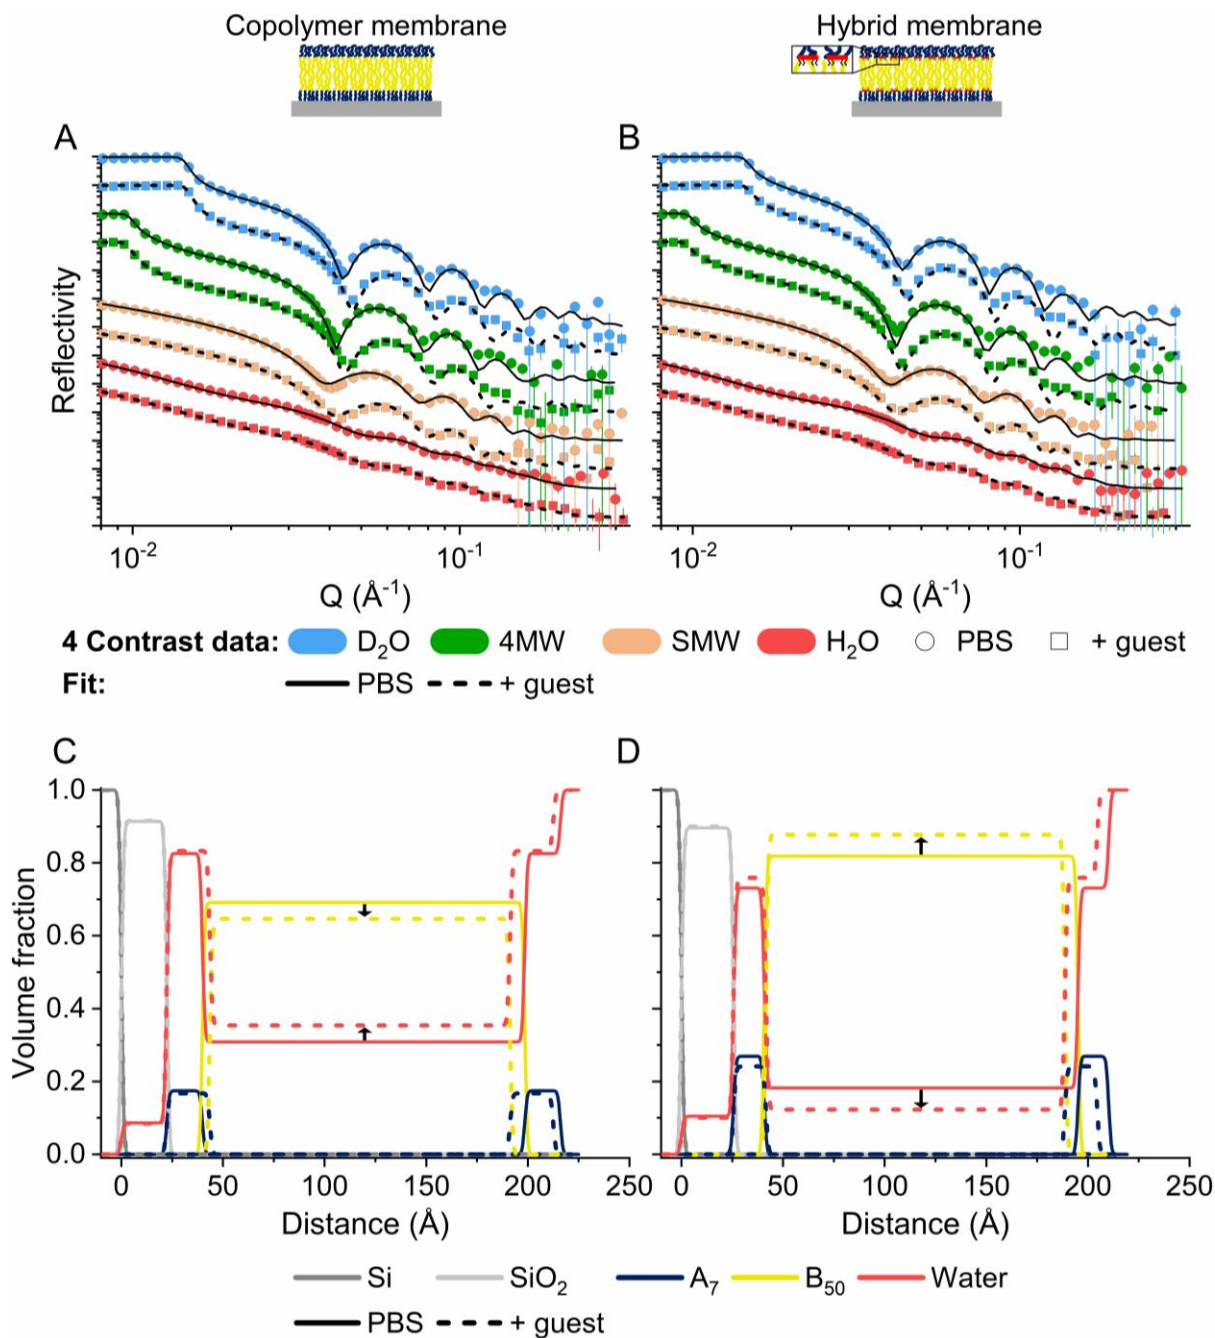 Copolymer membrane
Hybrid membrane
A
B
Reflectivity
10⁻²
10⁻¹
10⁻²
10⁻¹
Q (Å⁻¹)
Q (Å⁻¹)
4 Contrast data: D₂O 4MW SMW H₂O PBS + guest
Fit: PBS + guest
C
D
Volume fraction
1.0
0.8
0.6
0.4
0.2
0.0
0 50 100 150 200 250
0 50 100 150 200 250
Distance (Å)
Distance (Å)
Si SiO₂ A₇ B₅₀ Water
PBS + guest